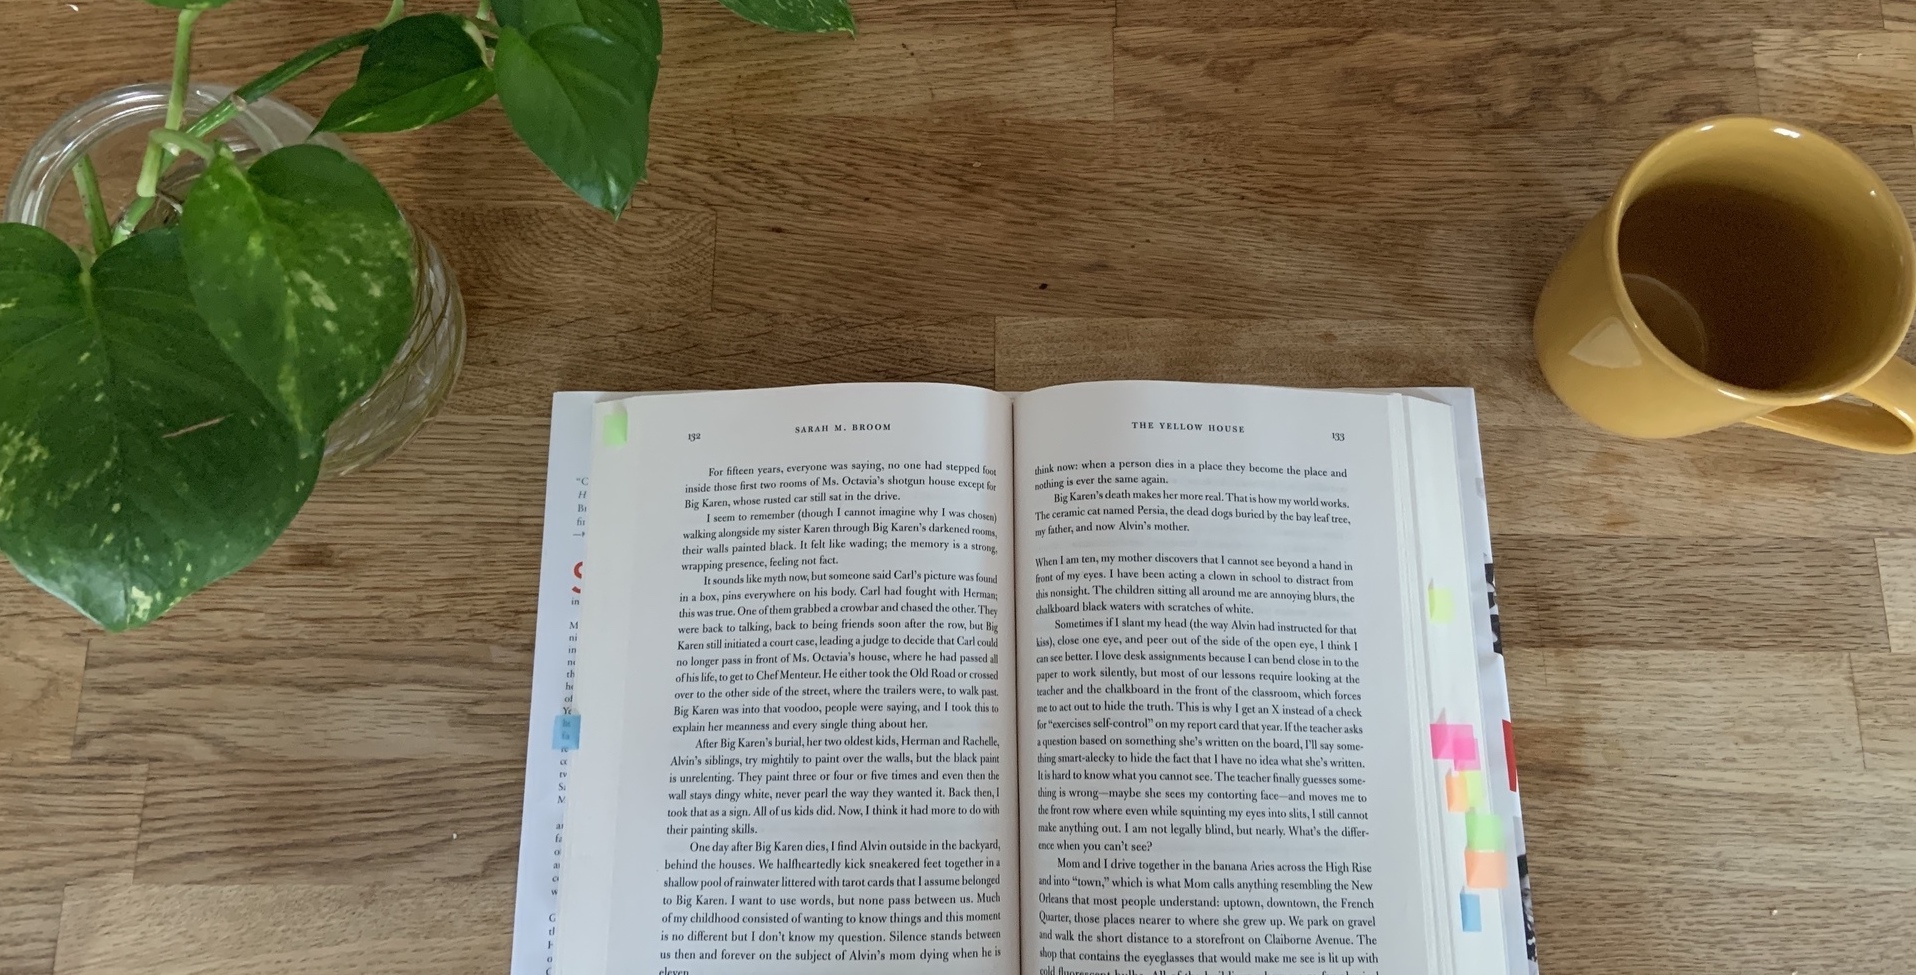 132
SARAH M. BROOM
For fifteen years, everyone was saying, no one had stepped foot
inside those first two rooms of Ms. Octavia's shotgun house except for
Big Karen, whose rusted car still sat in the drive.
I seem to remember (though I cannot imagine why I was chosen)
walking alongside my sister Karen through Big Karen's darkened rooms,
their walls painted black. It felt like wading; the memory is a strong,
wrapping presence, feeling not fact.
It sounds like myth now, but someone said Carl's picture was found
in a box, pins everywhere on his body. Carl had fought with Herman;
this was true. One of them grabbed a crowbar and chased the other. They
were back to talking, back to being friends soon after the row, but Big
Karen still initiated a court case, leading a judge to decide that Carl could
no longer pass in front of Ms. Octavia's house, where he had passed all
of his life, to get to Chef Menteur. He either took the Old Road or crossed
over to the other side of the street, where the trailers were, to walk past.
Big Karen was into that voodoo, people were saying, and I took this to
explain her meanness and every single thing about her.
After Big Karen's burial, her two oldest kids, Herman and Rachelle,
Alvin's siblings, try mightily to paint over the walls, but the black paint
is unrelenting. They paint three or four or five times and even then the
wall stays dingy white, never pearl the way they wanted it. Back then, I
took that as a sign. All of us kids did. Now, I think it had more to do with
their painting skills.
One day after Big Karen dies, I find Alvin outside in the backyard,
behind the houses. We halfheartedly kick sneakered feet together in a
shallow pool of rainwater littered with tarot cards that I assume belonged
to Big Karen. I want to use words, but none pass between us. Much
of my childhood consisted of wanting to know things and this moment
is no different but I don't know my question. Silence stands between
us then and forever on the subject of Alvin's mom dying when he is
eleven.
THE YELLOW HOUSE
133
think now: when a person dies in a place they become the place and
nothing is ever the same again.
Big Karen's death makes her more real. That is how my world works.
The ceramic cat named Persia, the dead dogs buried by the bay leaf tree,
my father, and now Alvin's mother.
When I am ten, my mother discovers that I cannot see beyond a hand in
front of my eyes. I have been acting a clown in school to distract from
this nonsight. The children sitting all around me are annoying blurs, the
chalkboard black waters with scratches of white.
Sometimes if I slant my head (the way Alvin had instructed for that
kiss), close one eye, and peer out of the side of the open eye, I think I
can see better. I love desk assignments because I can bend close in to the
paper to work silently, but most of our lessons require looking at the
teacher and the chalkboard in the front of the classroom, which forces
me to act out to hide the truth. This is why I get an X instead of a check
for "exercises self-control" on my report card that year. If the teacher asks
a question based on something she's written on the board, I'll say some-
thing smart-alecky to hide the fact that I have no idea what she's written.
It is hard to know what you cannot see. The teacher finally guesses some-
thing is wrong—maybe she sees my contorting face—and moves me to
the front row where even while squinting my eyes into slits, I still cannot
make anything out. I am not legally blind, but nearly. What's the differ-
ence when you can't see?
Mom and I drive together in the banana Aries across the High Rise
and into "town," which is what Mom calls anything resembling the New
Orleans that most people understand: uptown, downtown, the French
Quarter, those places nearer to where she grew up. We park on gravel
and walk the short distance to a storefront on Claiborne Avenue. The
shop that contains the eyeglasses that would make me see is lit up with
cold fluorescent